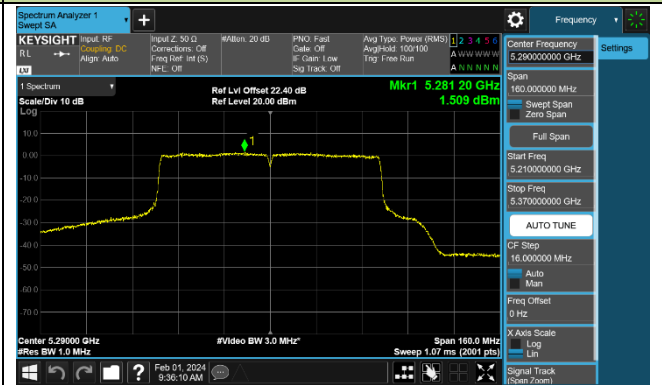 Spectrum Analyzer 1
Swept SA
+
Frequency
KEYSIGHT
RL
LXI
Input: RF
Coupling: DC
Align: Auto
Input Z: 50 Ω
Corrections: Off
Freq Ref: Int (S)
NFE: Off
#Atten: 20 dB
PNO: Fast
Gate: Off
IF Gain: Low
Sig Track: Off
Avg Type: Power (RMS)
Avg|Hold: 100/100
Trig: Free Run
1 2 3 4 5 6
A W W W W W
A N N N N N
1 Spectrum
Scale/Div 10 dB
Log
Ref Lvl Offset 22.40 dB
Ref Level 20.00 dBm
Mkr1 5.281 20 GHz
1.509 dBm
1
10.0
0.00
-10.0
-20.0
-30.0
-40.0
-50.0
-60.0
-70.0
Center 5.29000 GHz
#Res BW 1.0 MHz
#Video BW 3.0 MHz*
Span 160.0 MHz
Sweep 1.07 ms (2001 pts)
Center Frequency
5.290000000 GHz
Settings
Span
160.000000 MHz
Swept Span
Zero Span
Full Span
Start Freq
5.210000000 GHz
Stop Freq
5.370000000 GHz
AUTO TUNE
CF Step
16.000000 MHz
Auto
Man
Freq Offset
0 Hz
X Axis Scale
Log
Lin
Signal Track
(Span Zoom)
?
Feb 01, 2024
9:36:10 AM